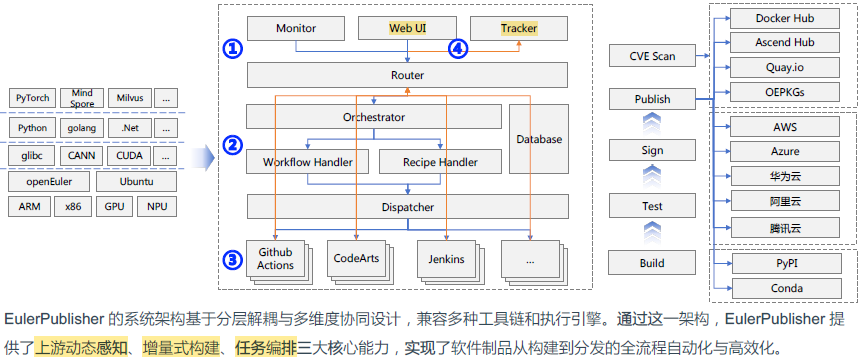 PyTorch
Mind
Spore
Milvus
...
Python
golang
.Net
...
glibc
CANN
CUDA
...
openEuler
Ubuntu
ARM
x86
GPU
NPU
①
Monitor
Web UI
④
Tracker
Router
②
Orchestrator
Database
Workflow Handler
Recipe Handler
Dispatcher
③
Github
Actions
CodeArts
Jenkins
...
CVE Scan
Publish
Sign
Test
Build
Docker Hub
Ascend Hub
Quay.io
OEPKGs
AWS
Azure
华为云
阿里云
腾讯云
PyPI
Conda
EulerPublisher 的系统架构基于分层解耦与多维度协同设计，兼容多种工具链和执行引擎。通过这一架构，EulerPublisher 提
供了上游动态感知、增量式构建、任务编排三大核心能力，实现了软件制品从构建到分发的全流程自动化与高效化。